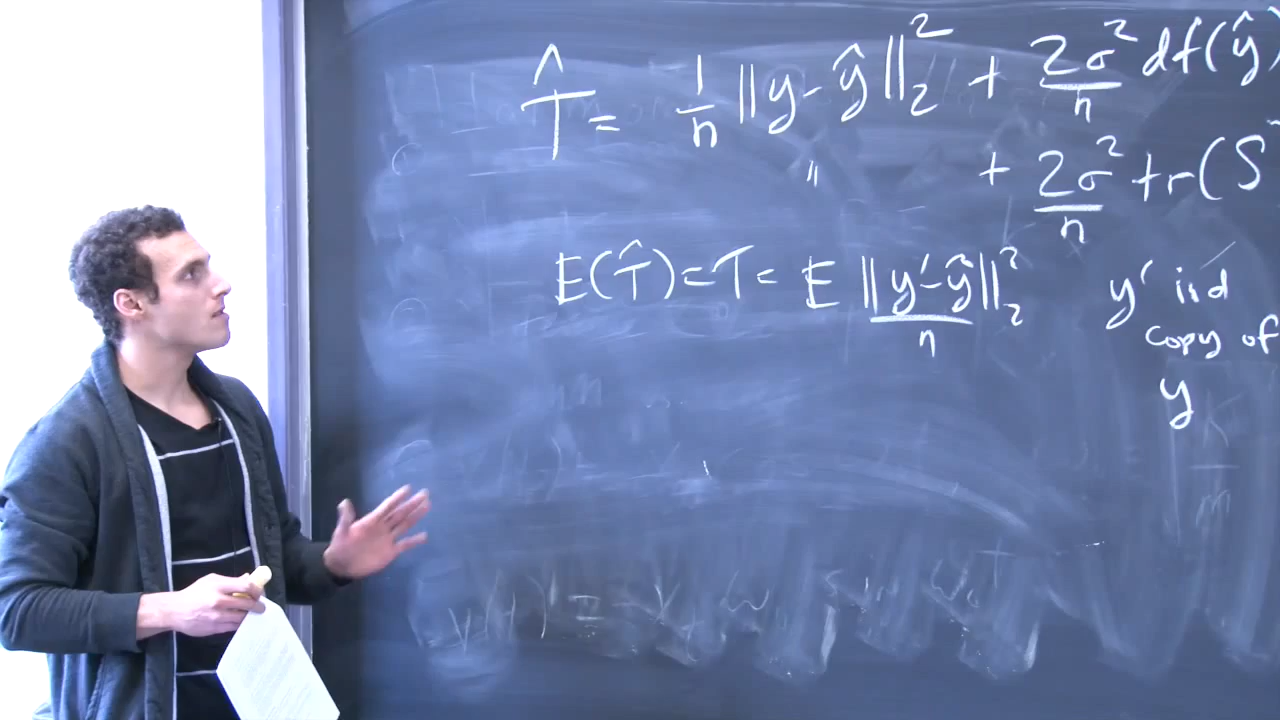 T̂ = 1/n ||y - ŷ||₂² + 2σ²/n df(ŷ)
" + 2σ²/n tr(S
E(T̂) = T = E ||y' - ŷ||₂²/n y' iid
copy of
y